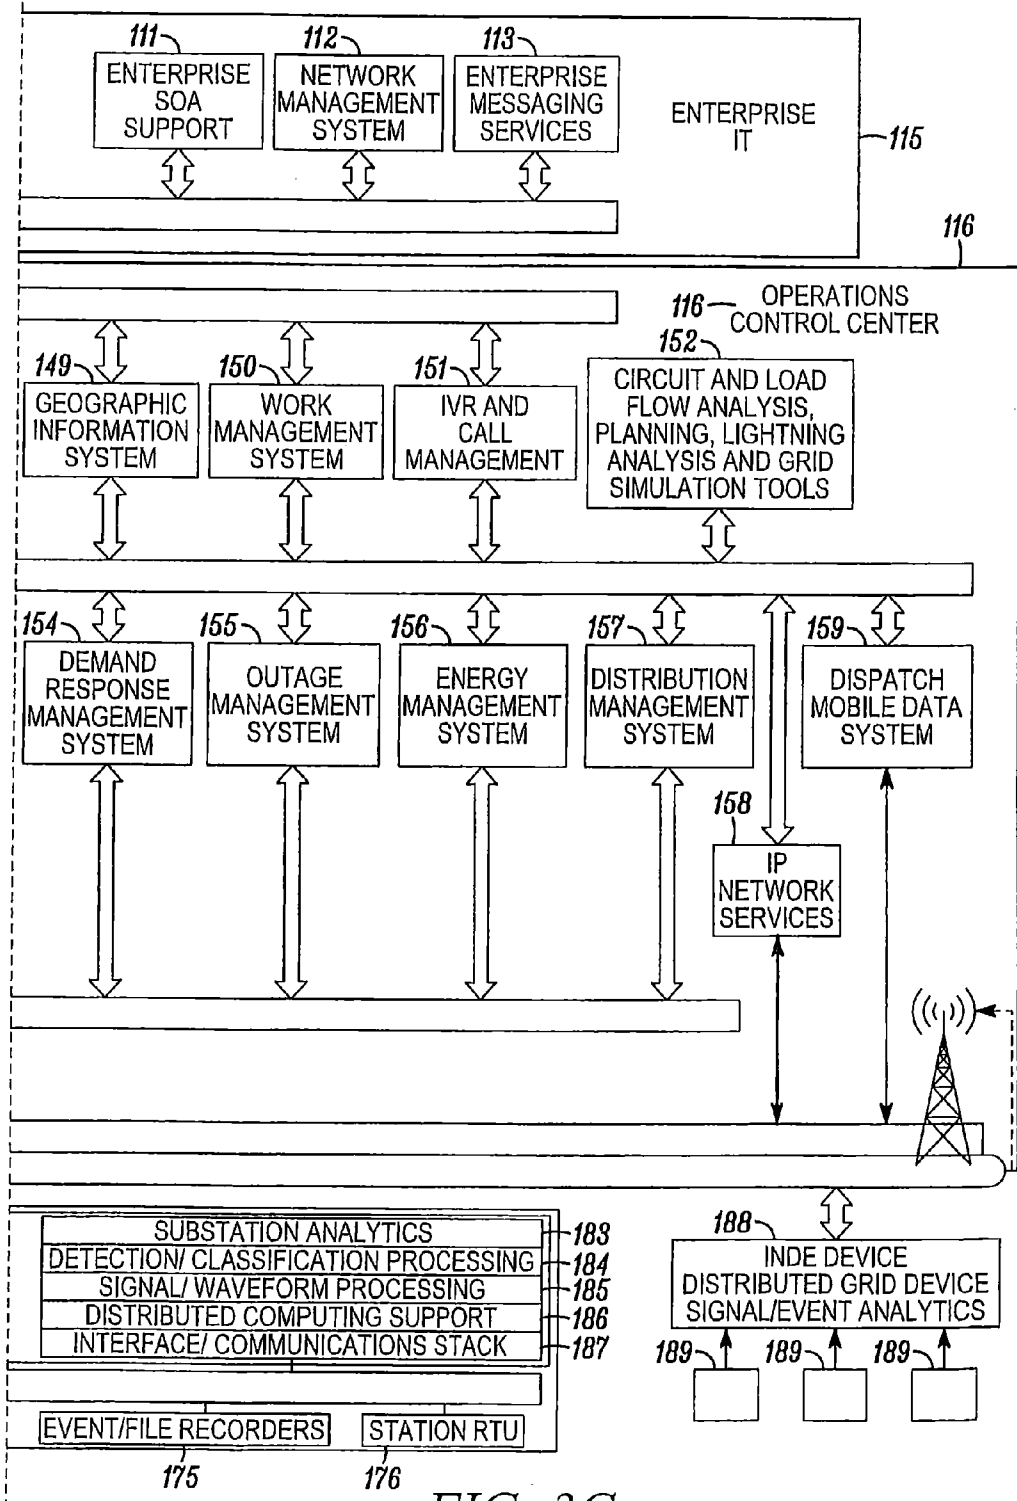 111
112
113
ENTERPRISE
SOA
SUPPORT
NETWORK
MANAGEMENT
SYSTEM
ENTERPRISE
MESSAGING
SERVICES
ENTERPRISE
IT
115
116
116
OPERATIONS
CONTROL CENTER
149
150
151
152
GEOGRAPHIC
INFORMATION
SYSTEM
WORK
MANAGEMENT
SYSTEM
IVR AND
CALL
MANAGEMENT
CIRCUIT AND LOAD
FLOW ANALYSIS,
PLANNING, LIGHTNING
ANALYSIS AND GRID
SIMULATION TOOLS
154
155
156
157
159
DEMAND
RESPONSE
MANAGEMENT
SYSTEM
OUTAGE
MANAGEMENT
SYSTEM
ENERGY
MANAGEMENT
SYSTEM
DISTRIBUTION
MANAGEMENT
SYSTEM
DISPATCH
MOBILE DATA
SYSTEM
158
IP
NETWORK
SERVICES
SUBSTATION ANALYTICS 183
DETECTION/ CLASSIFICATION PROCESSING 184
SIGNAL/ WAVEFORM PROCESSING 185
DISTRIBUTED COMPUTING SUPPORT 186
INTERFACE/ COMMUNICATIONS STACK 187
188
INDE DEVICE
DISTRIBUTED GRID DEVICE
SIGNAL/EVENT ANALYTICS
189
189
189
EVENT/FILE RECORDERS
STATION RTU
175
176